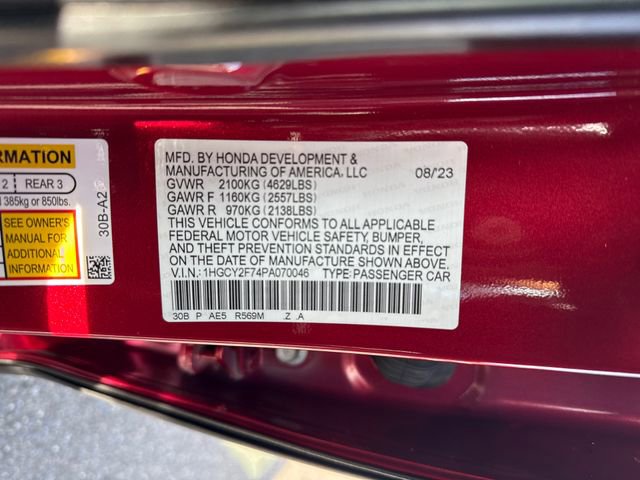 RMATION
2 REAR 3
385kg or 850lbs.
SEE OWNER'S
MANUAL FOR
ADDITIONAL
INFORMATION
30B-A2
MFD. BY HONDA DEVELOPMENT &
MANUFACTURING OF AMERICA, LLC 08/23
GVWR 2100KG (4629LBS)
GAWR F 1160KG (2557LBS)
GAWR R 970KG (2138LBS)
THIS VEHICLE CONFORMS TO ALL APPLICABLE
FEDERAL MOTOR VEHICLE SAFETY, BUMPER,
AND THEFT PREVENTION STANDARDS IN EFFECT
ON THE DATE OF MANUFACTURE SHOWN ABOVE.
V.I.N.: 1HGCY2F74PA070046 TYPE: PASSENGER CAR
30B P AE5 R569M .Z .A